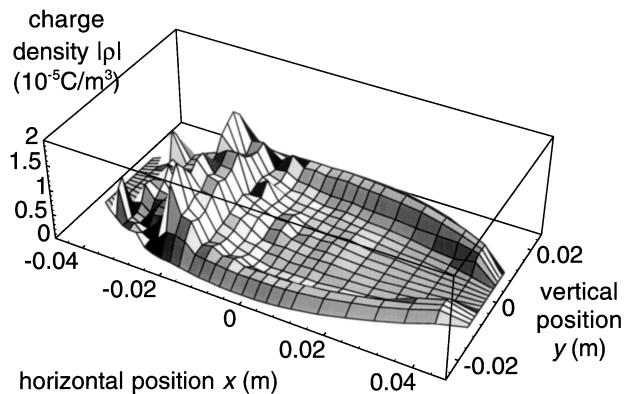 charge
density |ρ|
(10⁻⁵C/m³)
2
1.5
1
0.5
0
-0.04
-0.02
0
0.02
0.04
0.02
0
-0.02
vertical
position
y (m)
horizontal position x (m)